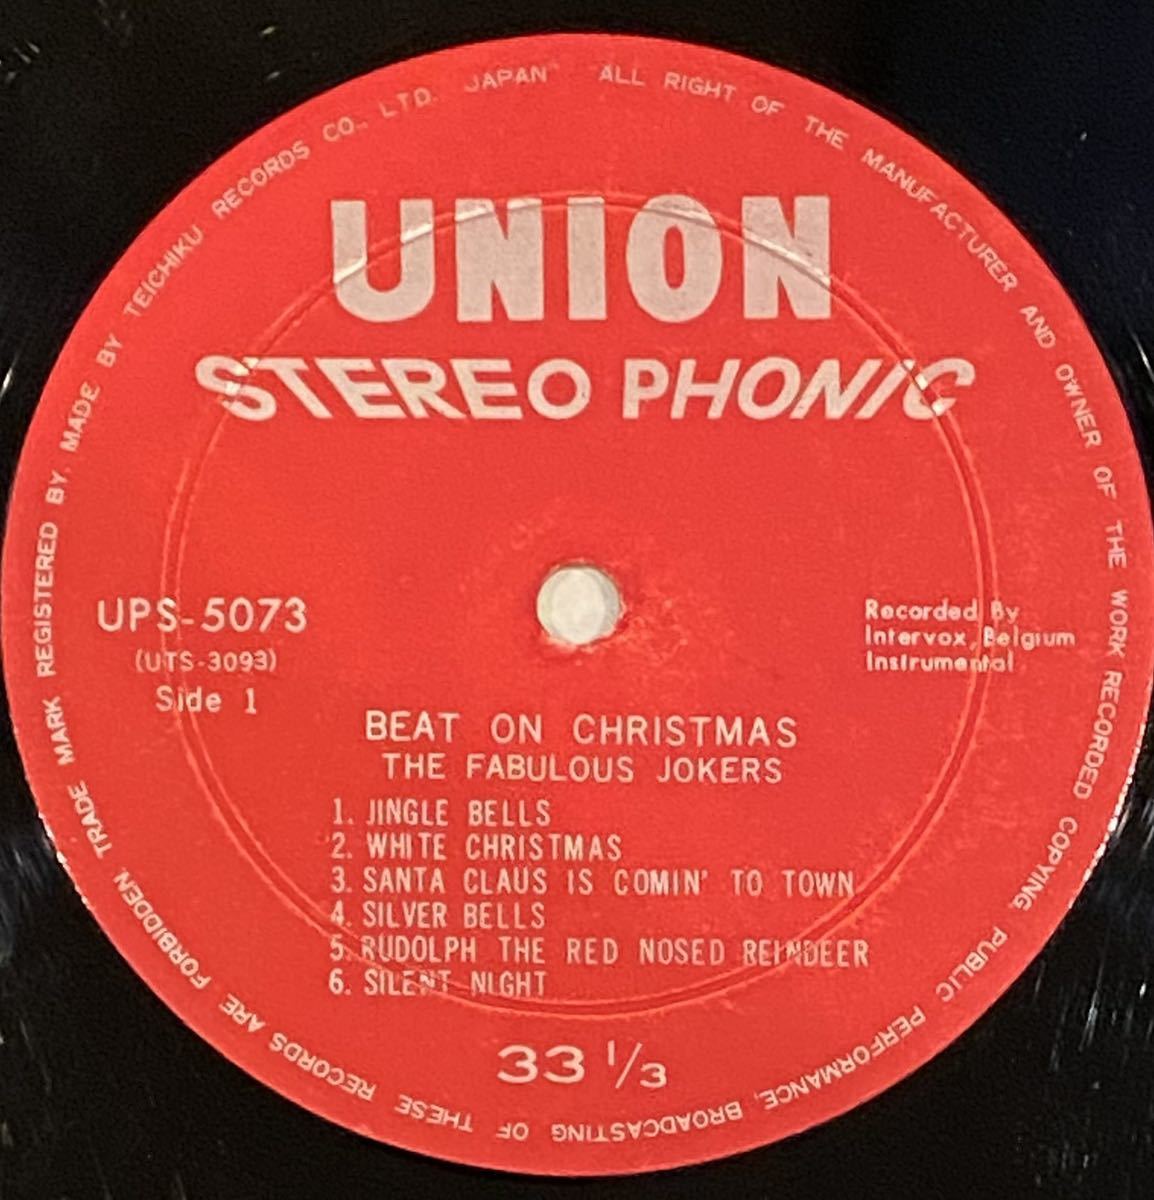 TRADE MARK REGISTERED BY, MADE BY TEICHIKU RECORDS CO., LTD. JAPAN ALL RIGHT OF THE MANUFACTURER AND OWNER OF THE WORK RECORDED COPYING, PUBLIC PERFORMANCE, BROADCASTING OF THESE RECORDS ARE FORBIDDEN
UNION
STEREO PHONIC
UPS-5073
(UTS-3093)
Side 1
Recorded By
Intervox, Belgium
Instrumental
BEAT ON CHRISTMAS
THE FABULOUS JOKERS
1. JINGLE BELLS
2. WHITE CHRISTMAS
3. SANTA CLAUS IS COMIN' TO TOWN
4. SILVER BELLS
5. RUDOLPH THE RED NOSED REINDEER
6. SILENT NIGHT
33 1/3